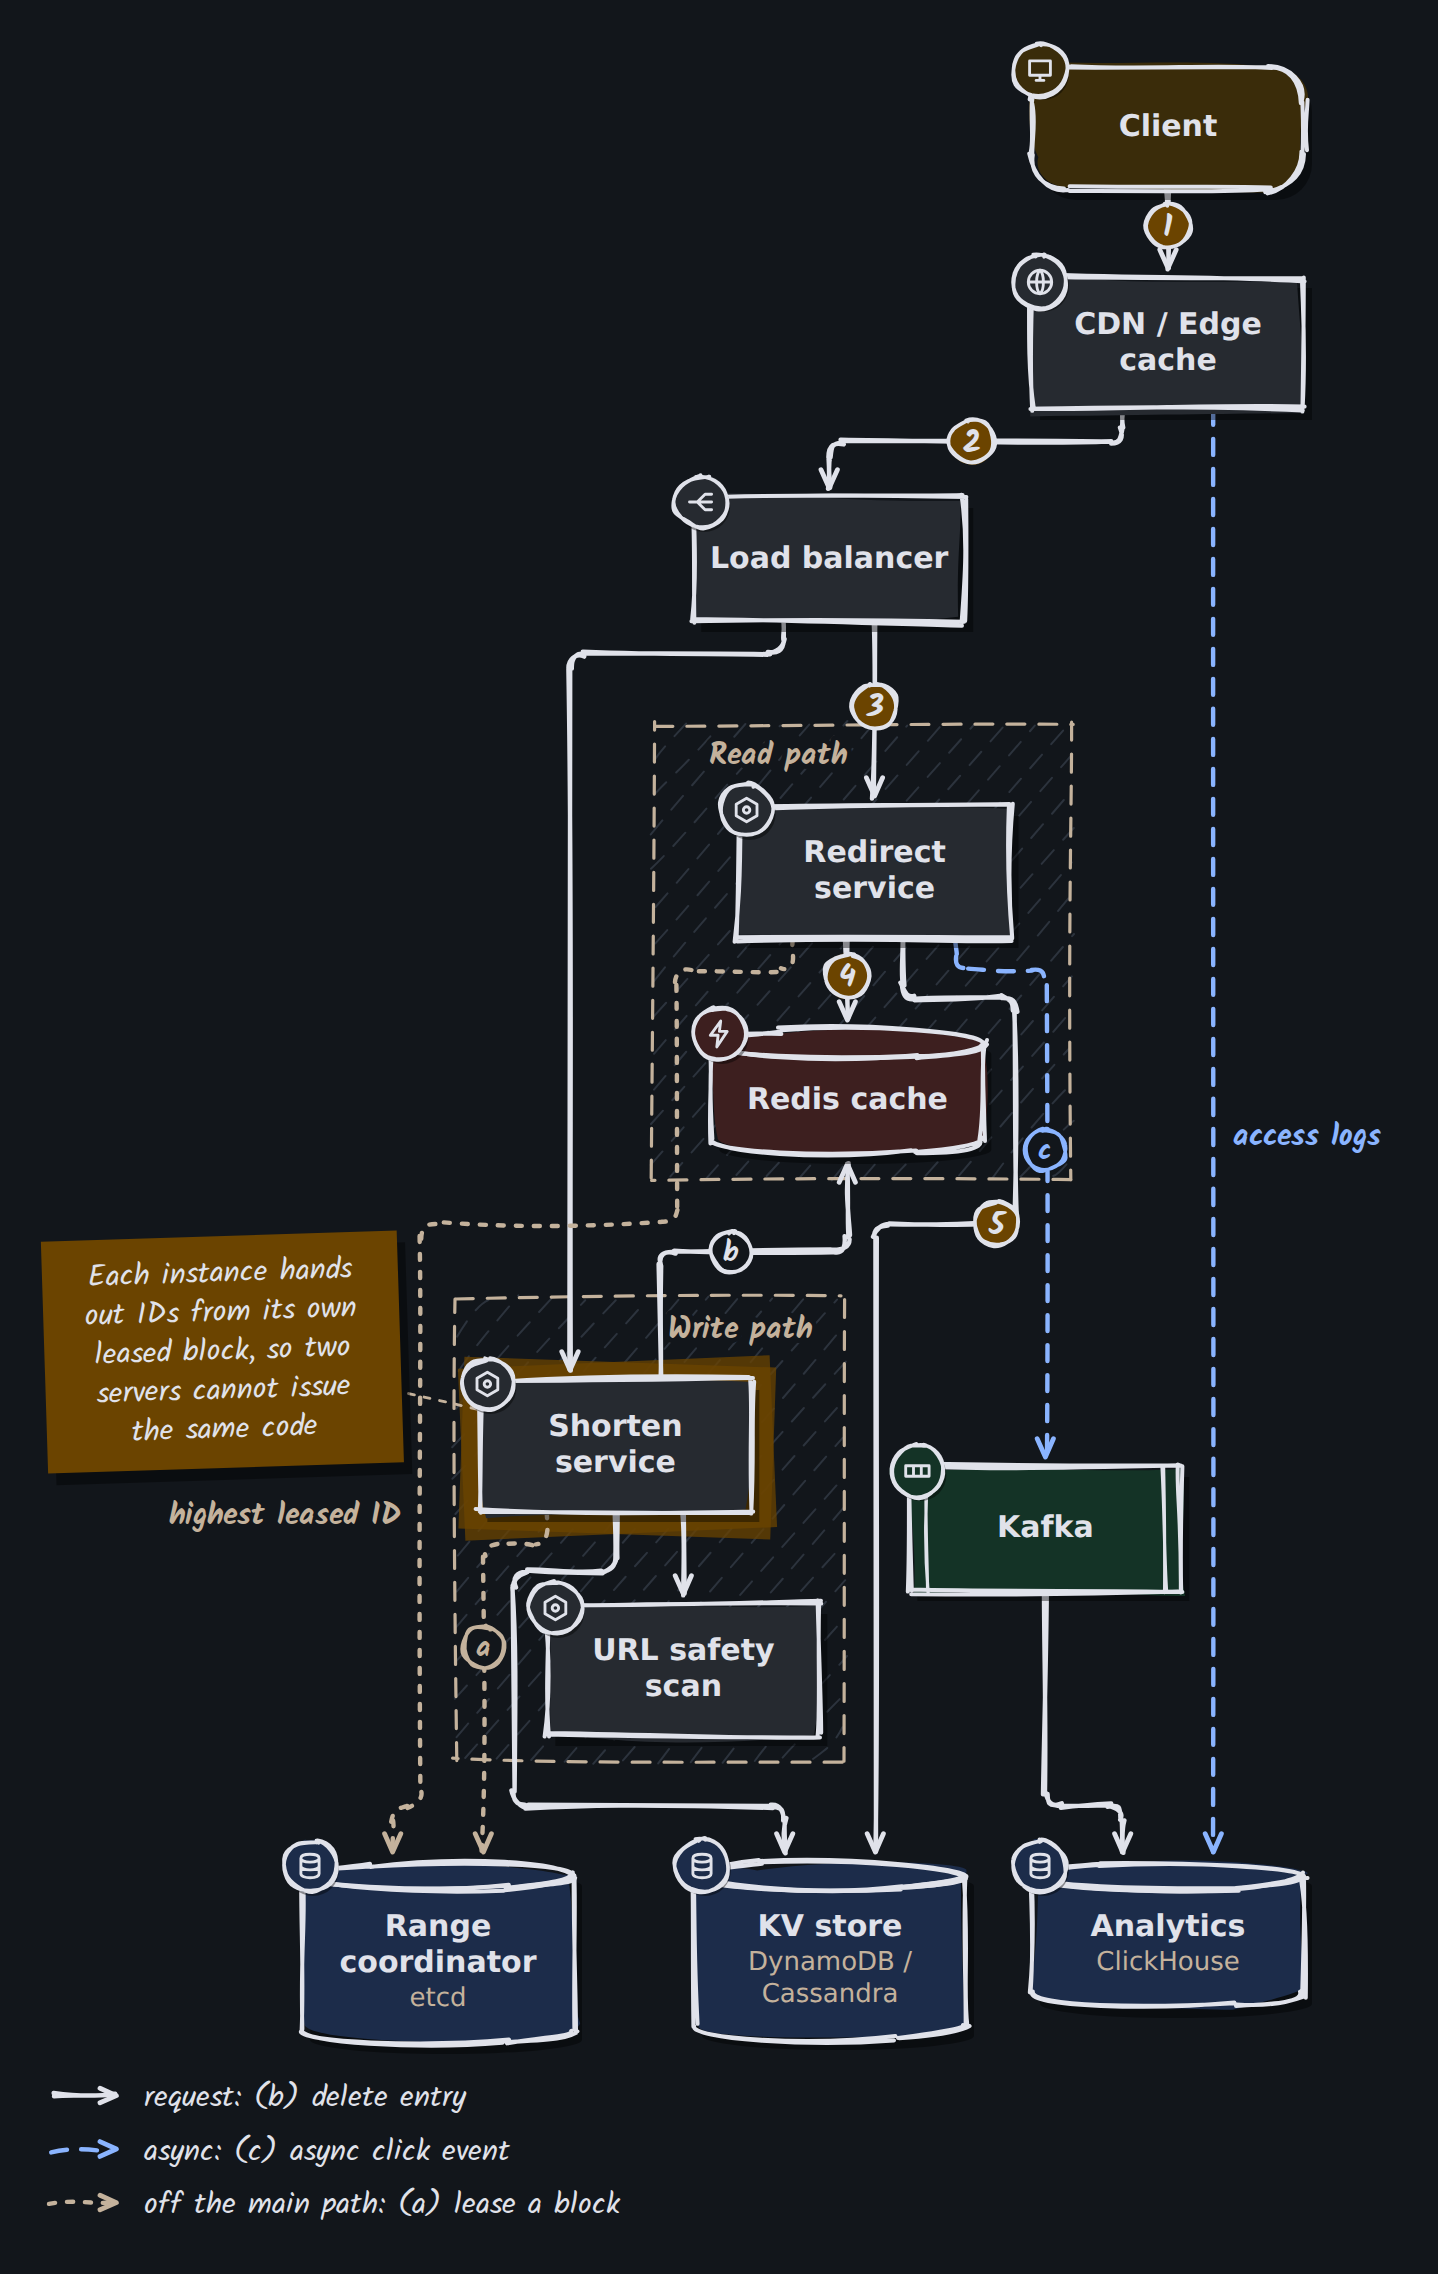 Client
1
CDN / Edge
cache
2
Load balancer
3
Read path
Redirect
service
4
Redis cache
c
access logs
5
b
Each instance hands
out IDs from its own
leased block, so two
servers cannot issue
the same code
Write path
Shorten
service
highest leased ID
Kafka
a
URL safety
scan
Range
coordinator
etcd
KV store
DynamoDB /
Cassandra
Analytics
ClickHouse
request: (b) delete entry
async: (c) async click event
off the main path: (a) lease a block